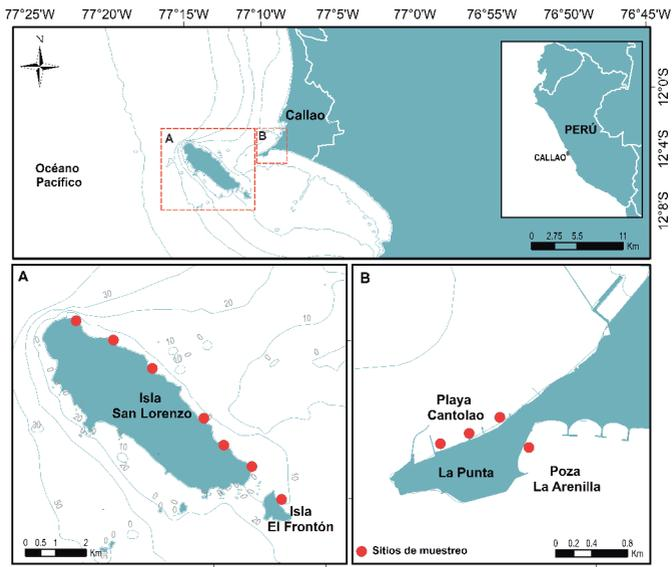 77°25'W 77°20'W 77°15'W 77°10'W 77°0'W 76°55'W 76°50'W 76°45'W
Z
12°0'S
12°4'S
12°8'S
Callao
A
B
Océano
Pacífico
PERÚ
CALLAO
0 2.75 5.5 11
Km
A
30
20
10
Isla
San Lorenzo
Isla
El Frontón
30
20
50
10
20
0 0.5 1 2
Km
B
Playa
Cantolao
La Punta
Poza
La Arenilla
Sitios de muestreo
0 0.2 0.4 0.8
Km